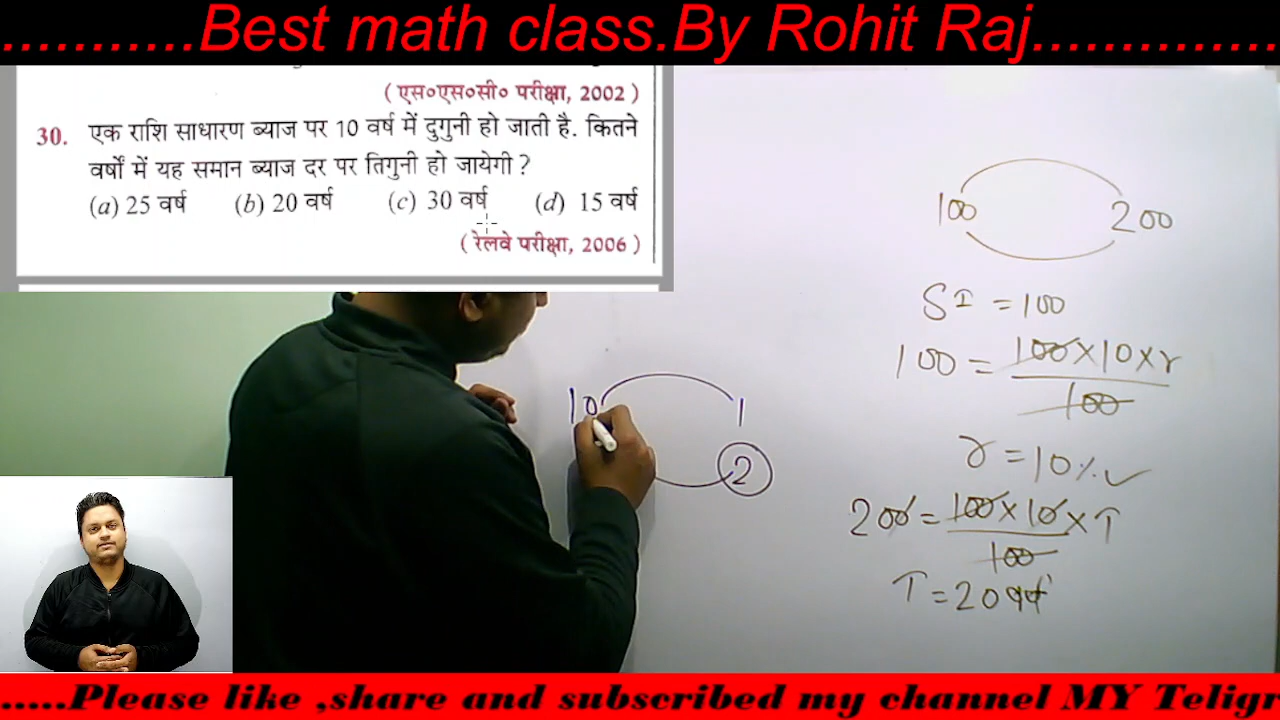 ...........Best math class.By Rohit Raj..............
( एस०एस०सी० परीक्षा, 2002 )
30. एक राशि साधारण ब्याज पर 10 वर्ष में दुगुनी हो जाती है. कितने
वर्षों में यह समान ब्याज दर पर तिगुनी हो जायेगी ?
(a) 25 वर्ष (b) 20 वर्ष (c) 30 वर्ष (d) 15 वर्ष
( रेलवे परीक्षा, 2006 )
100 200
SI = 100
100 = 100×10×r
100
r = 10%✓
200 = 100×10×T
100
T = 20 वर्ष
10 1
2
.....Please like ,share and subscribed my channel MY Teligr